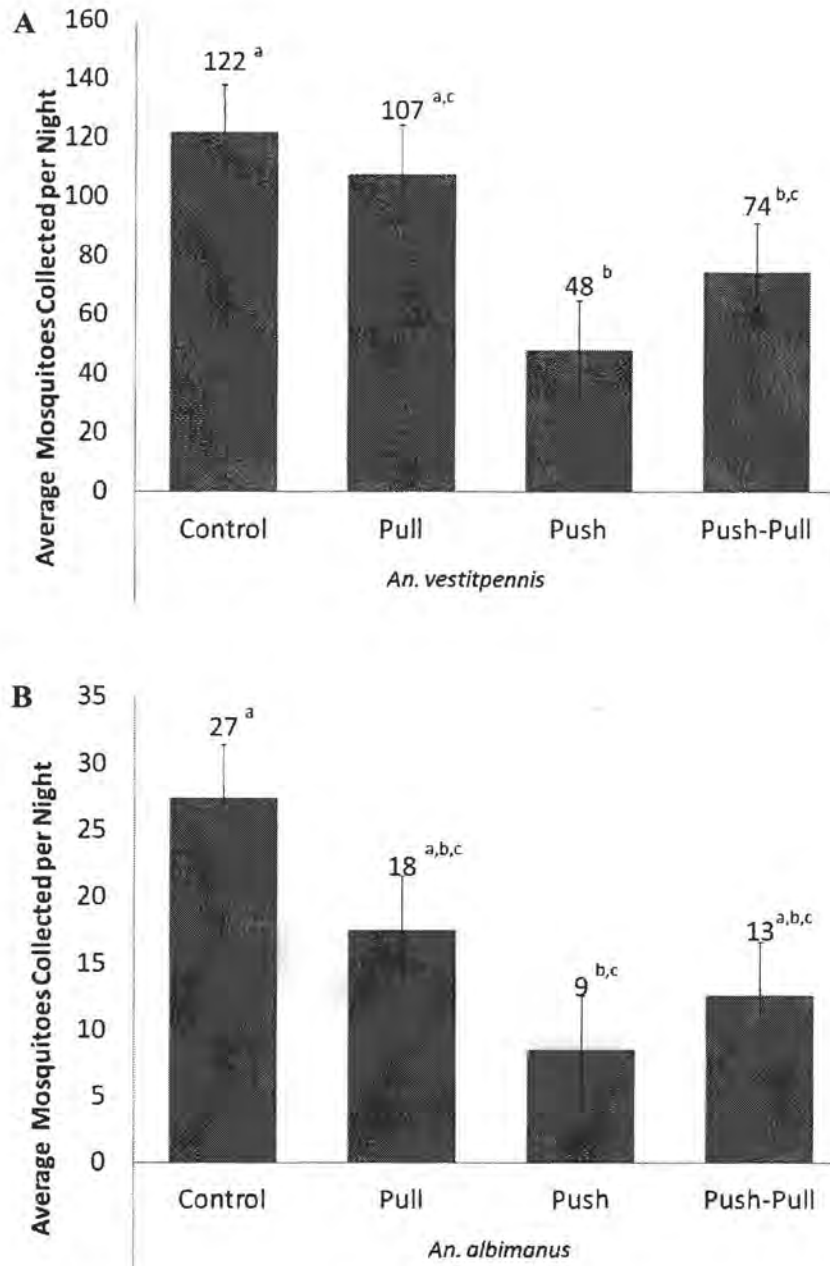 A
Average Mosquitoes Collected per Night
160
140
120
100
80
60
40
20
0
122 a
107 a,c
48 b
74 b,c
Control Pull Push Push-Pull
An. vestitpennis
B
Average Mosquitoes Collected per Night
35
30
25
20
15
10
5
0
27 a
18 a,b,c
9 b,c
13 a,b,c
Control Pull Push Push-Pull
An. albimanus